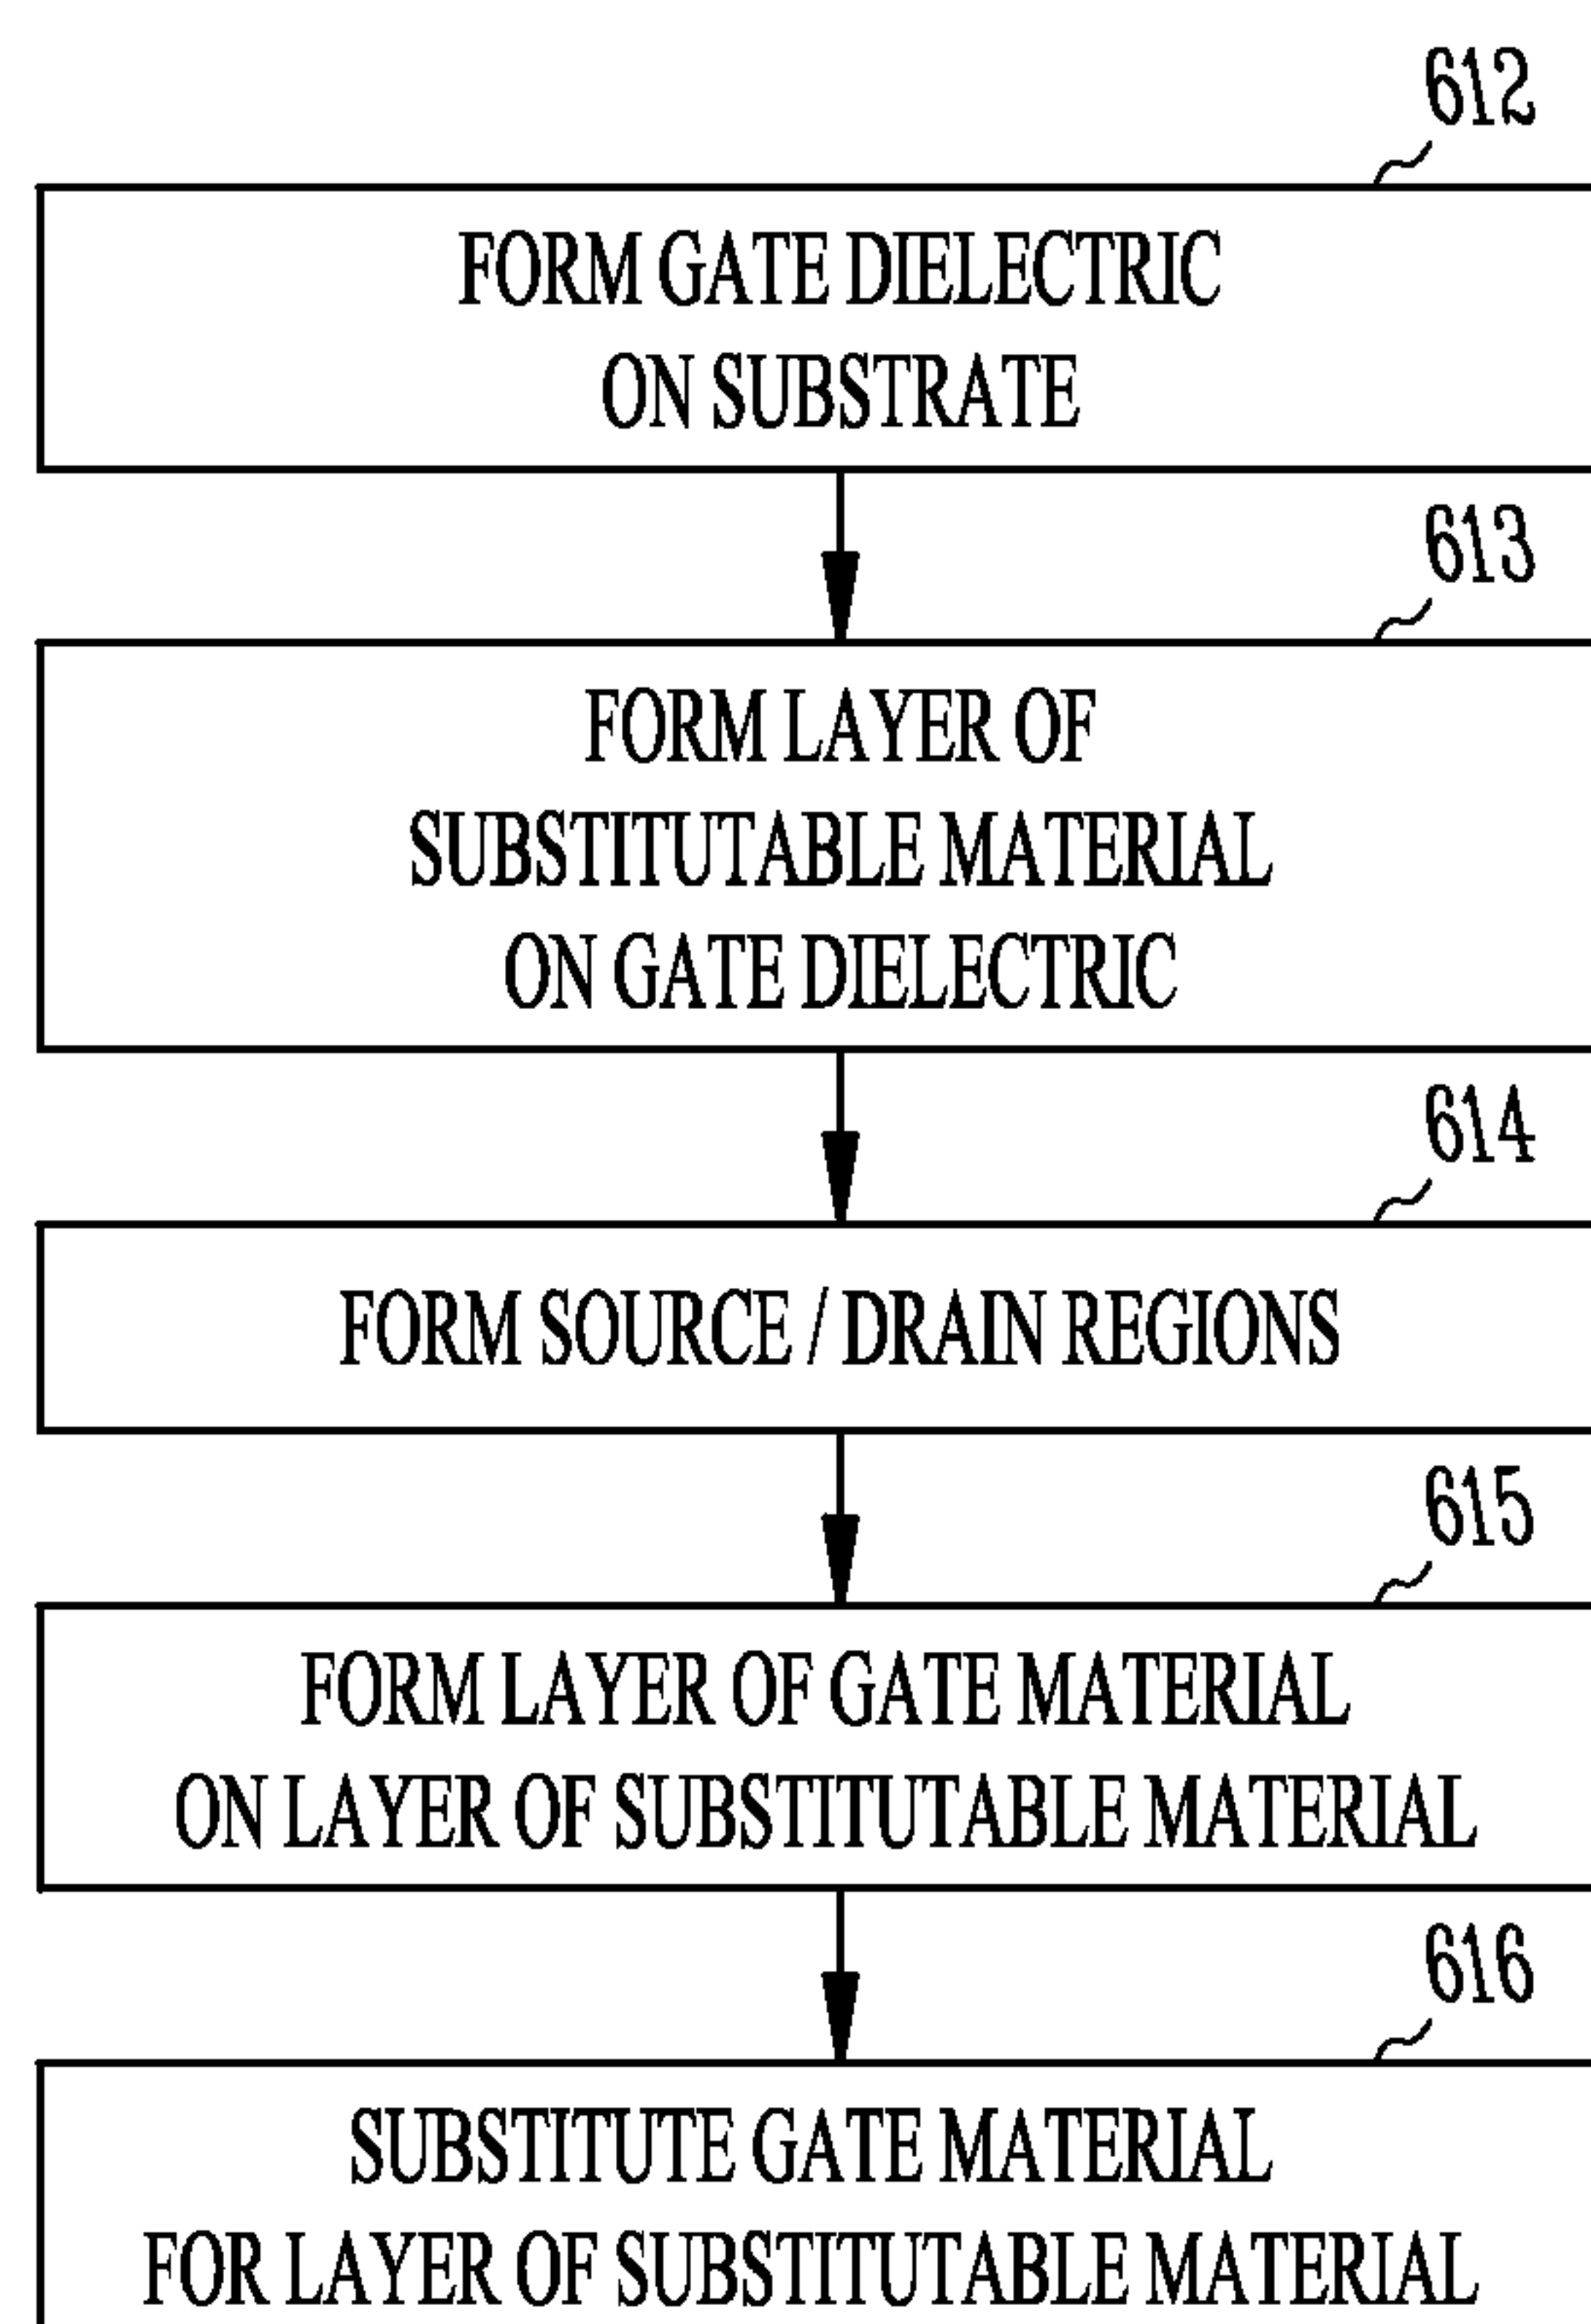 612
FORM GATE DIELECTRIC
ON SUBSTRATE
613
FORM LAYER OF
SUBSTITUTABLE MATERIAL
ON GATE DIELECTRIC
614
FORM SOURCE / DRAIN REGIONS
615
FORM LAYER OF GATE MATERIAL
ON LAYER OF SUBSTITUTABLE MATERIAL
616
SUBSTITUTE GATE MATERIAL
FOR LAYER OF SUBSTITUTABLE MATERIAL